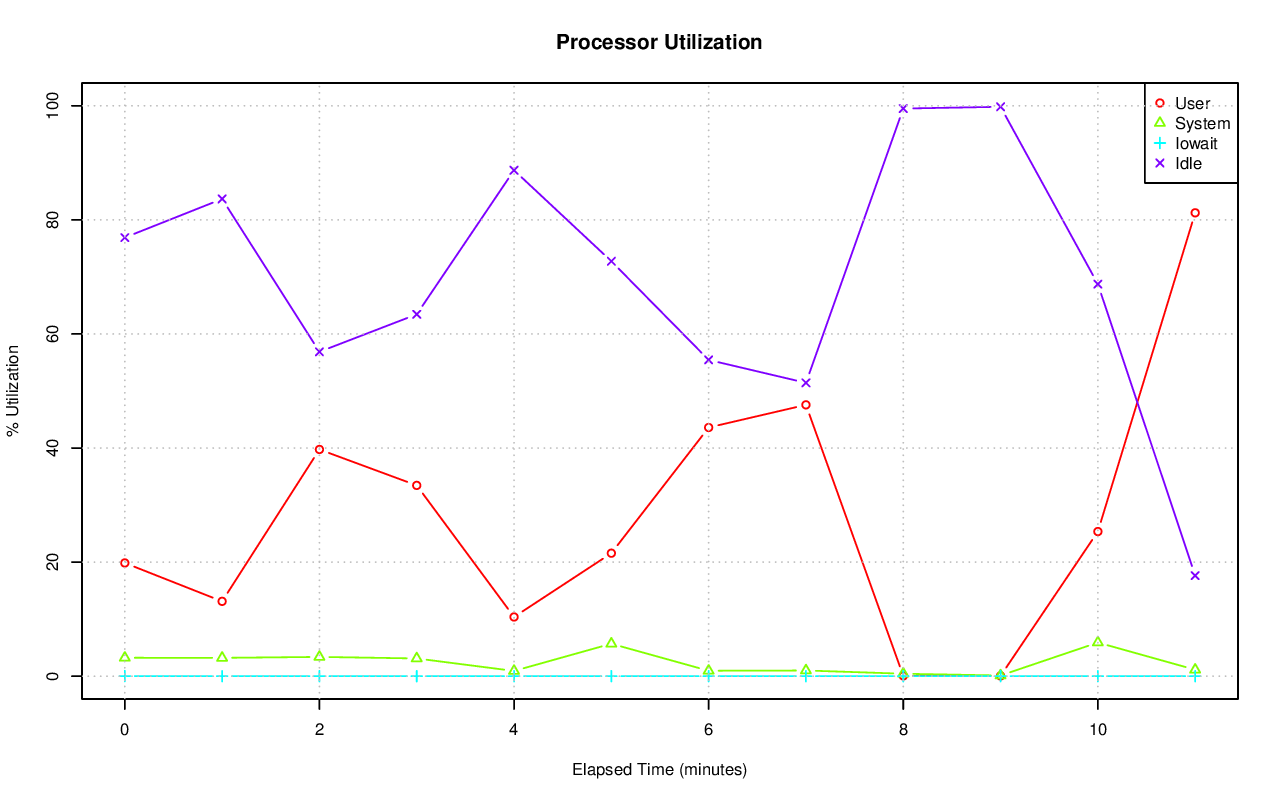 Processor Utilization
User
System
Iowait
Idle
% Utilization
100
80
60
40
20
0
0 2 4 6 8 10
Elapsed Time (minutes)